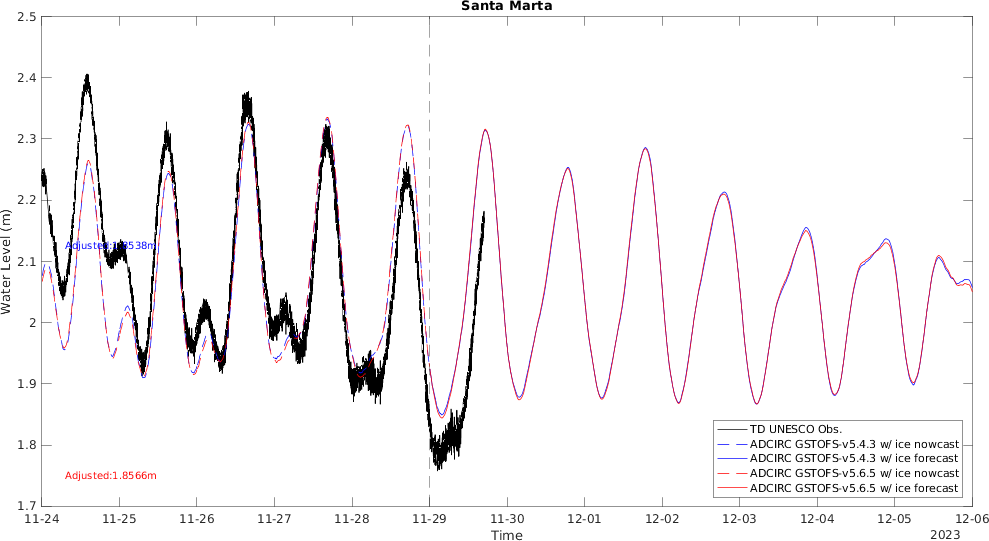 Santa Marta
2.5
2.4
2.3
2.2
2.1
2
1.9
1.8
1.7
Water Level (m)
Adjusted:1.8538m
Adjusted:1.8566m
TD UNESCO Obs.
ADCIRC GSTOFS-v5.4.3 w/ ice nowcast
ADCIRC GSTOFS-v5.4.3 w/ ice forecast
ADCIRC GSTOFS-v5.6.5 w/ ice nowcast
ADCIRC GSTOFS-v5.6.5 w/ ice forecast
11-24 11-25 11-26 11-27 11-28 11-29 11-30 12-01 12-02 12-03 12-04 12-05 12-06
Time
2023